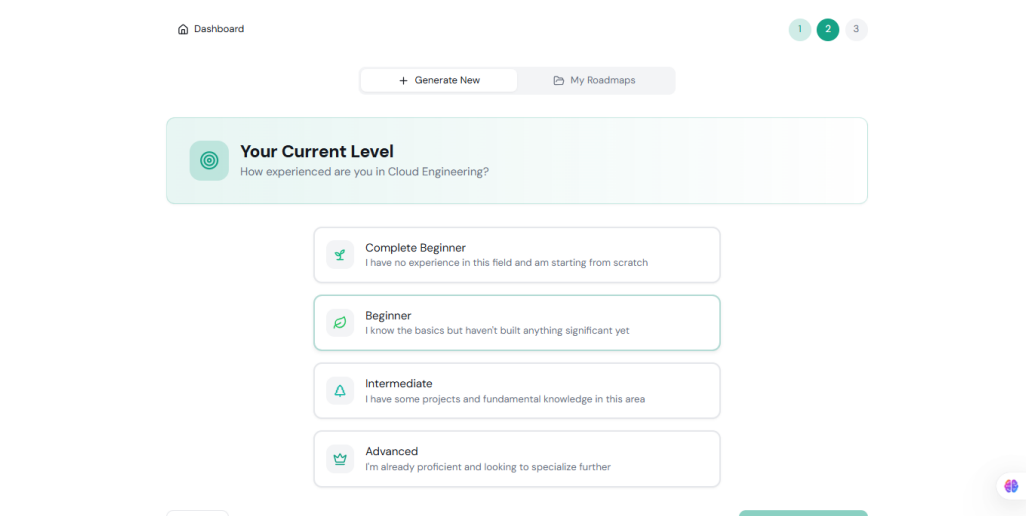 Dashboard
1 2 3
Generate New
My Roadmaps
Your Current Level
How experienced are you in Cloud Engineering?
Complete Beginner
I have no experience in this field and am starting from scratch
Beginner
I know the basics but haven't built anything significant yet
Intermediate
I have some projects and fundamental knowledge in this area
Advanced
I'm already proficient and looking to specialize further